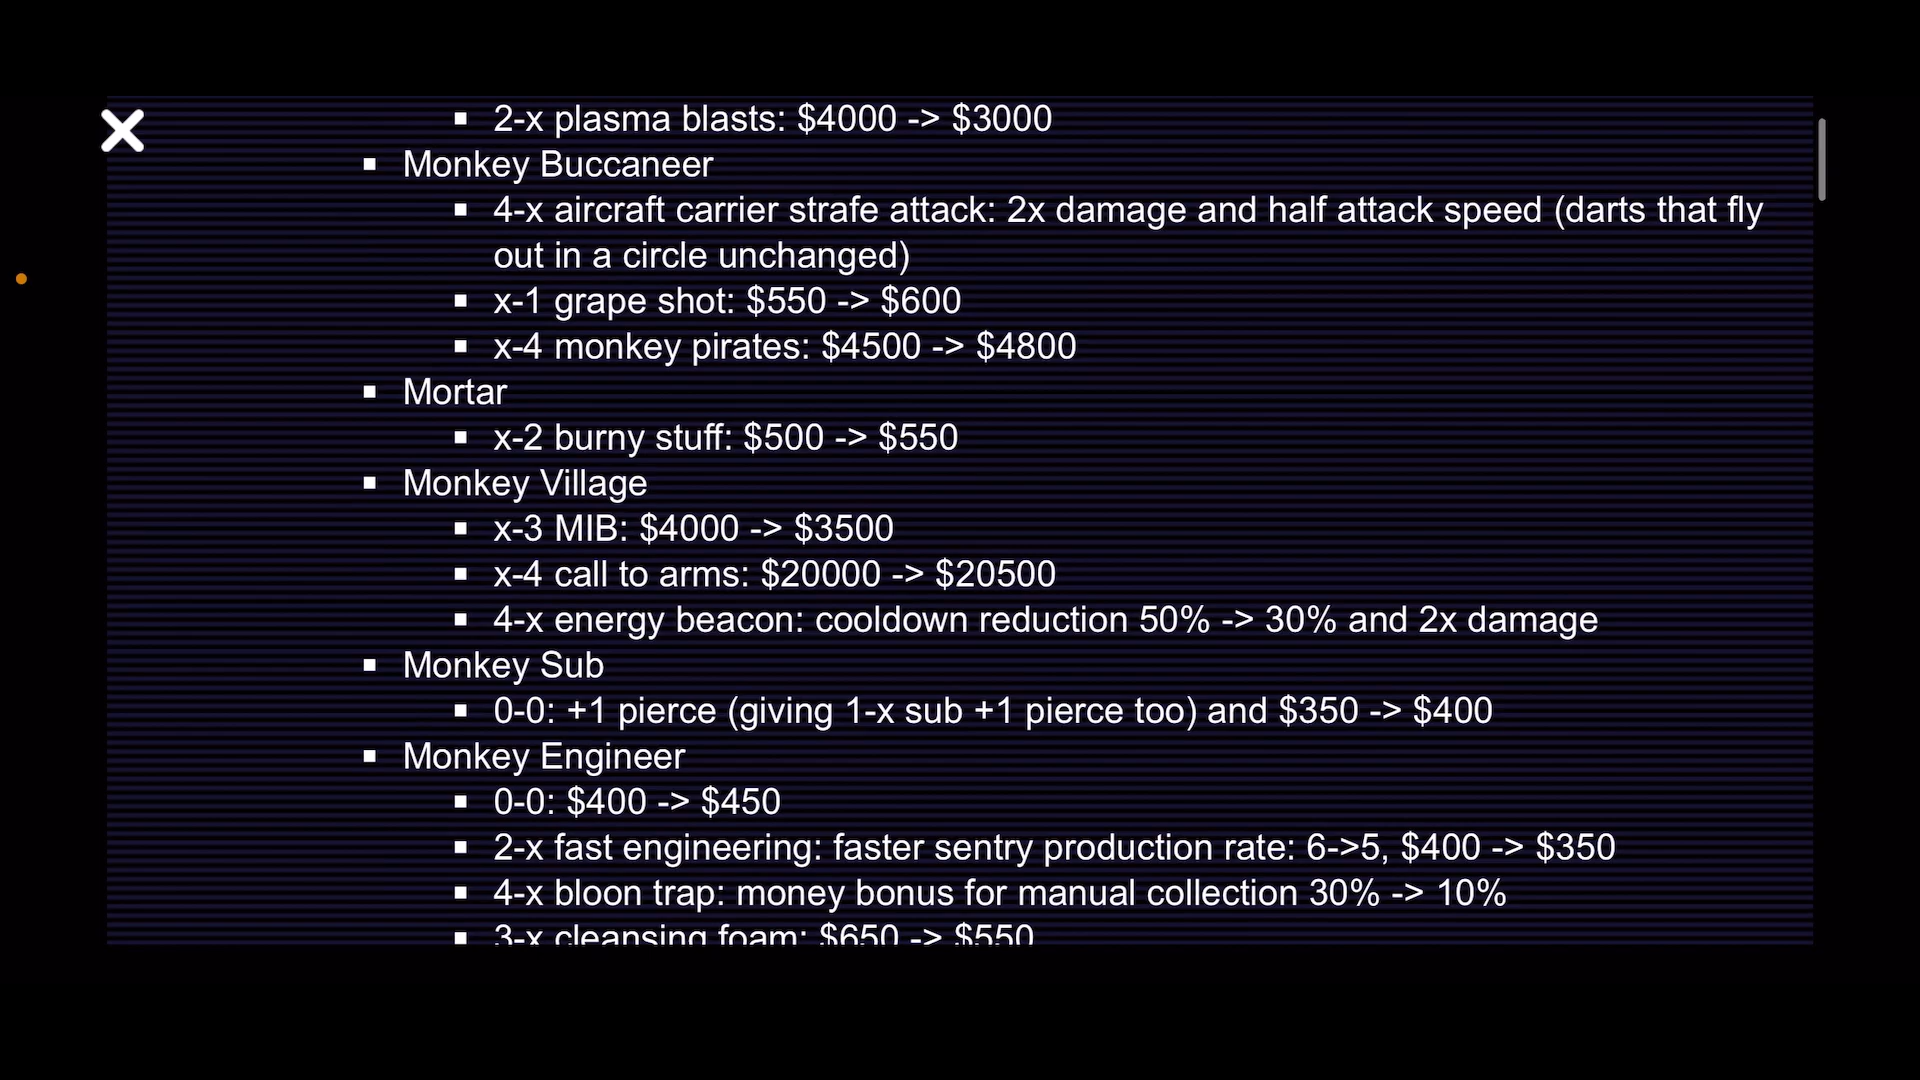 ▪ 2-x plasma blasts: $4000 -> $3000
▪ Monkey Buccaneer
▪ 4-x aircraft carrier strafe attack: 2x damage and half attack speed (darts that fly
out in a circle unchanged)
▪ x-1 grape shot: $550 -> $600
▪ x-4 monkey pirates: $4500 -> $4800
▪ Mortar
▪ x-2 burny stuff: $500 -> $550
▪ Monkey Village
▪ x-3 MIB: $4000 -> $3500
▪ x-4 call to arms: $20000 -> $20500
▪ 4-x energy beacon: cooldown reduction 50% -> 30% and 2x damage
▪ Monkey Sub
▪ 0-0: +1 pierce (giving 1-x sub +1 pierce too) and $350 -> $400
▪ Monkey Engineer
▪ 0-0: $400 -> $450
▪ 2-x fast engineering: faster sentry production rate: 6->5, $400 -> $350
▪ 4-x bloon trap: money bonus for manual collection 30% -> 10%
▪ 3-x cleansing foam: $650 -> $550